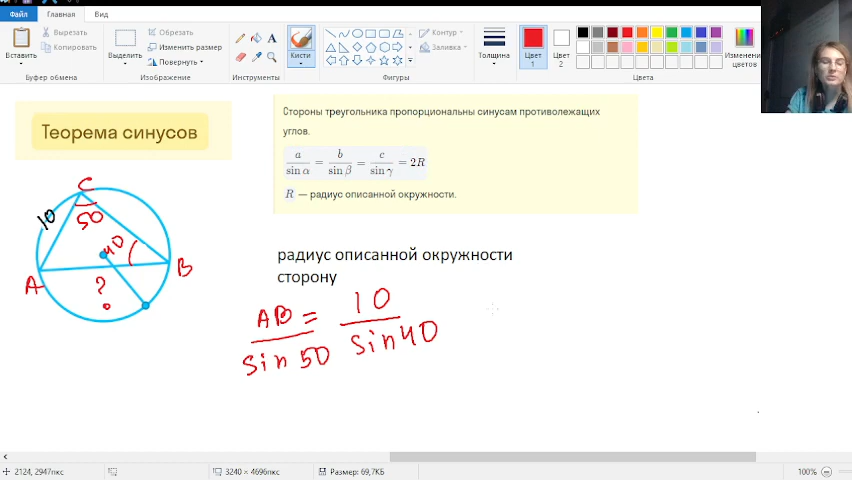 Файл Главная Вид
Вставить
Вырезать
Копировать
Буфер обмена
Выделить
Обрезать
Изменить размер
Повернуть
Изображение
A
Инструменты
Кисти
Контур
Заливка
Фигуры
Толщина
Цвет 1
Цвет 2
Изменение цветов
Цвета
Теорема синусов
Стороны треугольника пропорциональны синусам противолежащих
углов.
a/sin α = b/sin β = c/sin γ = 2R
R — радиус описанной окружности.
C
10
50
40
A
B
?
радиус описанной окружности
сторону
AB/sin 50 = 10/sin 40
2124, 2947пкс
3240 × 4696пкс
Размер: 69,7КБ
100%